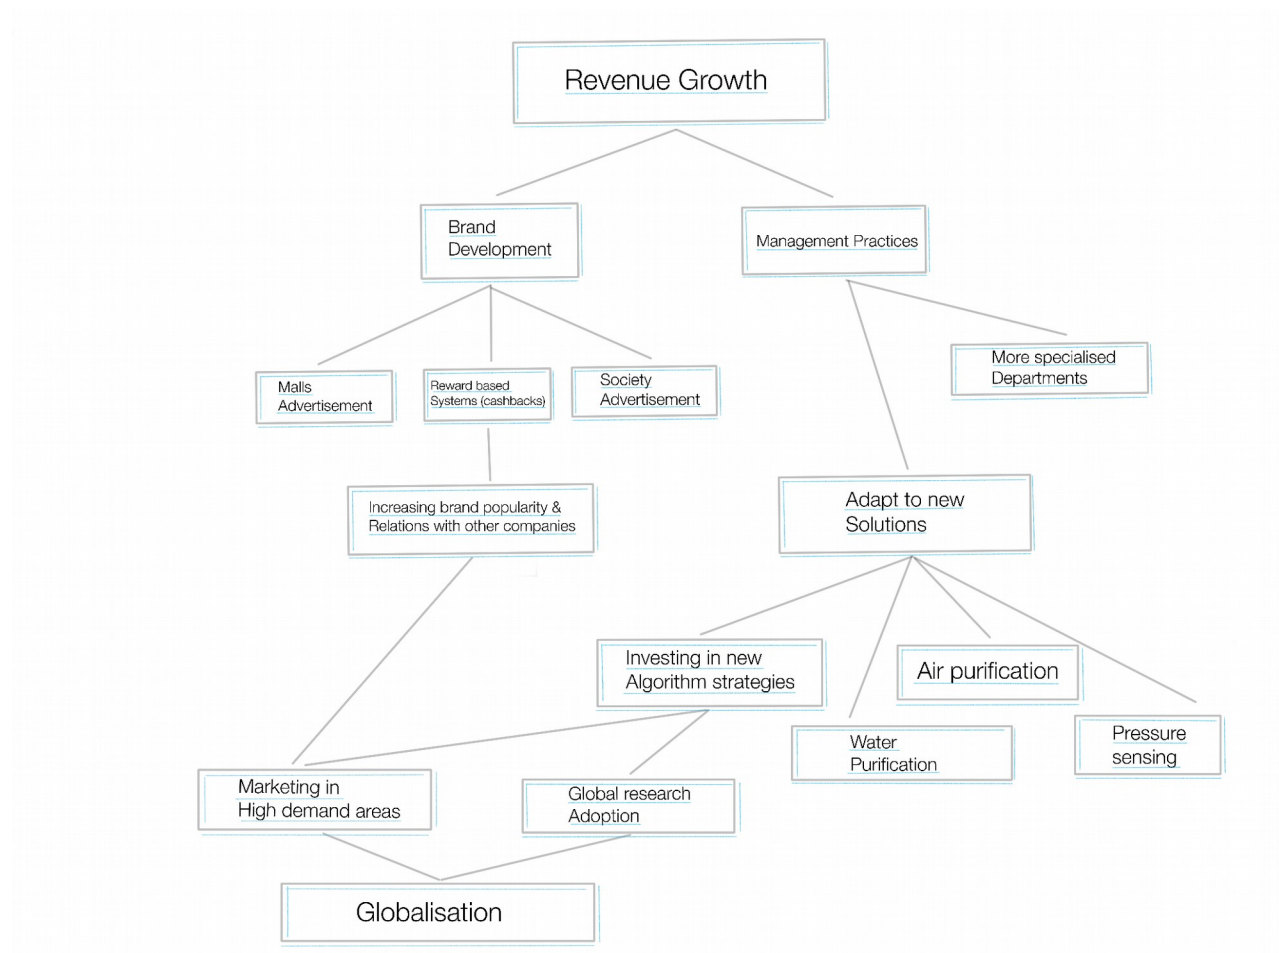 Revenue Growth
Brand
Development
Management Practices
More specialised
Departments
Malls
Advertisement
Reward based
Systems (cashbacks)
Society
Advertisement
Increasing brand popularity &
Relations with other companies
Adapt to new
Solutions
Investing in new
Algorithm strategies
Air purification
Water
Purification
Pressure
sensing
Marketing in
High demand areas
Global research
Adoption
Globalisation